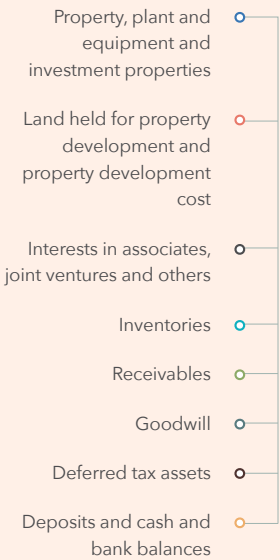 Property, plant and
equipment and
investment properties
Land held for property
development and
property development
cost
Interests in associates,
joint ventures and others
Inventories
Receivables
Goodwill
Deferred tax assets
Deposits and cash and
bank balances